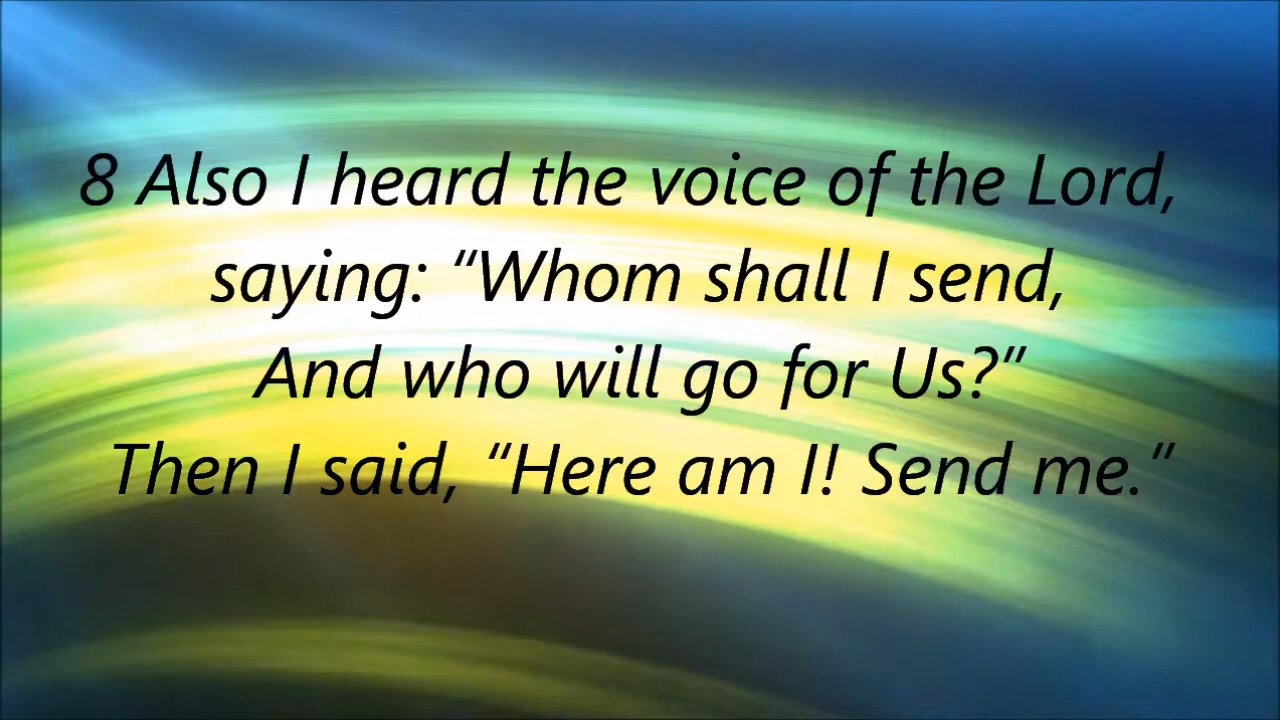 8 Also I heard the voice of the Lord,
saying: “Whom shall I send,
And who will go for Us?”
Then I said, “Here am I! Send me.”